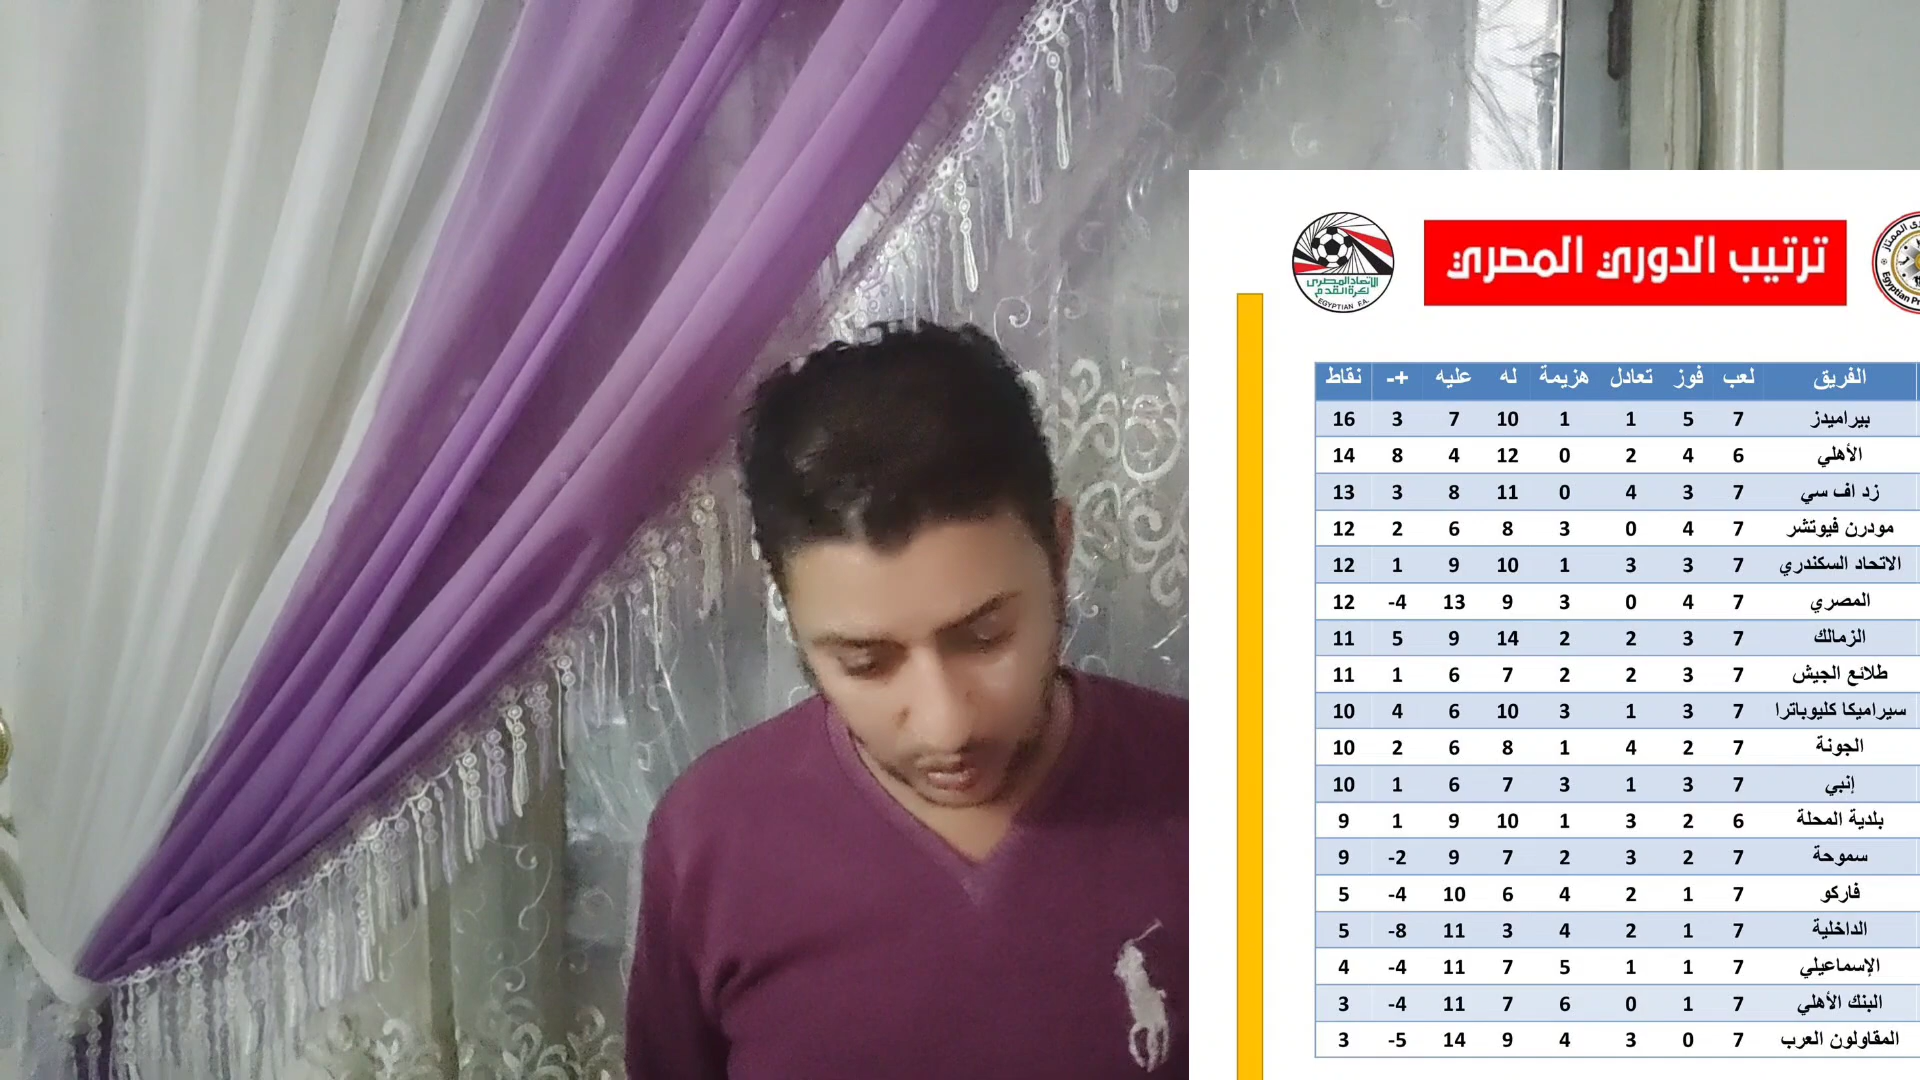 ترتيب الدوري المصري
الاتحاد المصري
لكرة القدم
EGYPTIAN F.A.
الفريق لعب فوز تعادل هزيمة له عليه +- نقاط
بيراميدز 7 5 1 1 10 7 3 16
الأهلي 6 4 2 0 12 4 8 14
زد اف سي 7 3 4 0 11 8 3 13
مودرن فيوتشر 7 4 0 3 8 6 2 12
الاتحاد السكندري 7 3 3 1 10 9 1 12
المصري 7 4 0 3 9 13 -4 12
الزمالك 7 3 2 2 14 9 5 11
طلائع الجيش 7 3 2 2 7 6 1 11
سيراميكا كليوباترا 7 3 1 3 10 6 4 10
الجونة 7 2 4 1 8 6 2 10
إنبي 7 3 1 3 7 6 1 10
بلدية المحلة 6 2 3 1 10 9 1 9
سموحة 7 2 3 2 7 9 -2 9
فاركو 7 1 2 4 6 10 -4 5
الداخلية 7 1 2 4 3 11 -8 5
الإسماعيلي 7 1 1 5 7 11 -4 4
البنك الأهلي 7 1 0 6 7 11 -4 3
المقاولون العرب 7 0 3 4 9 14 -5 3